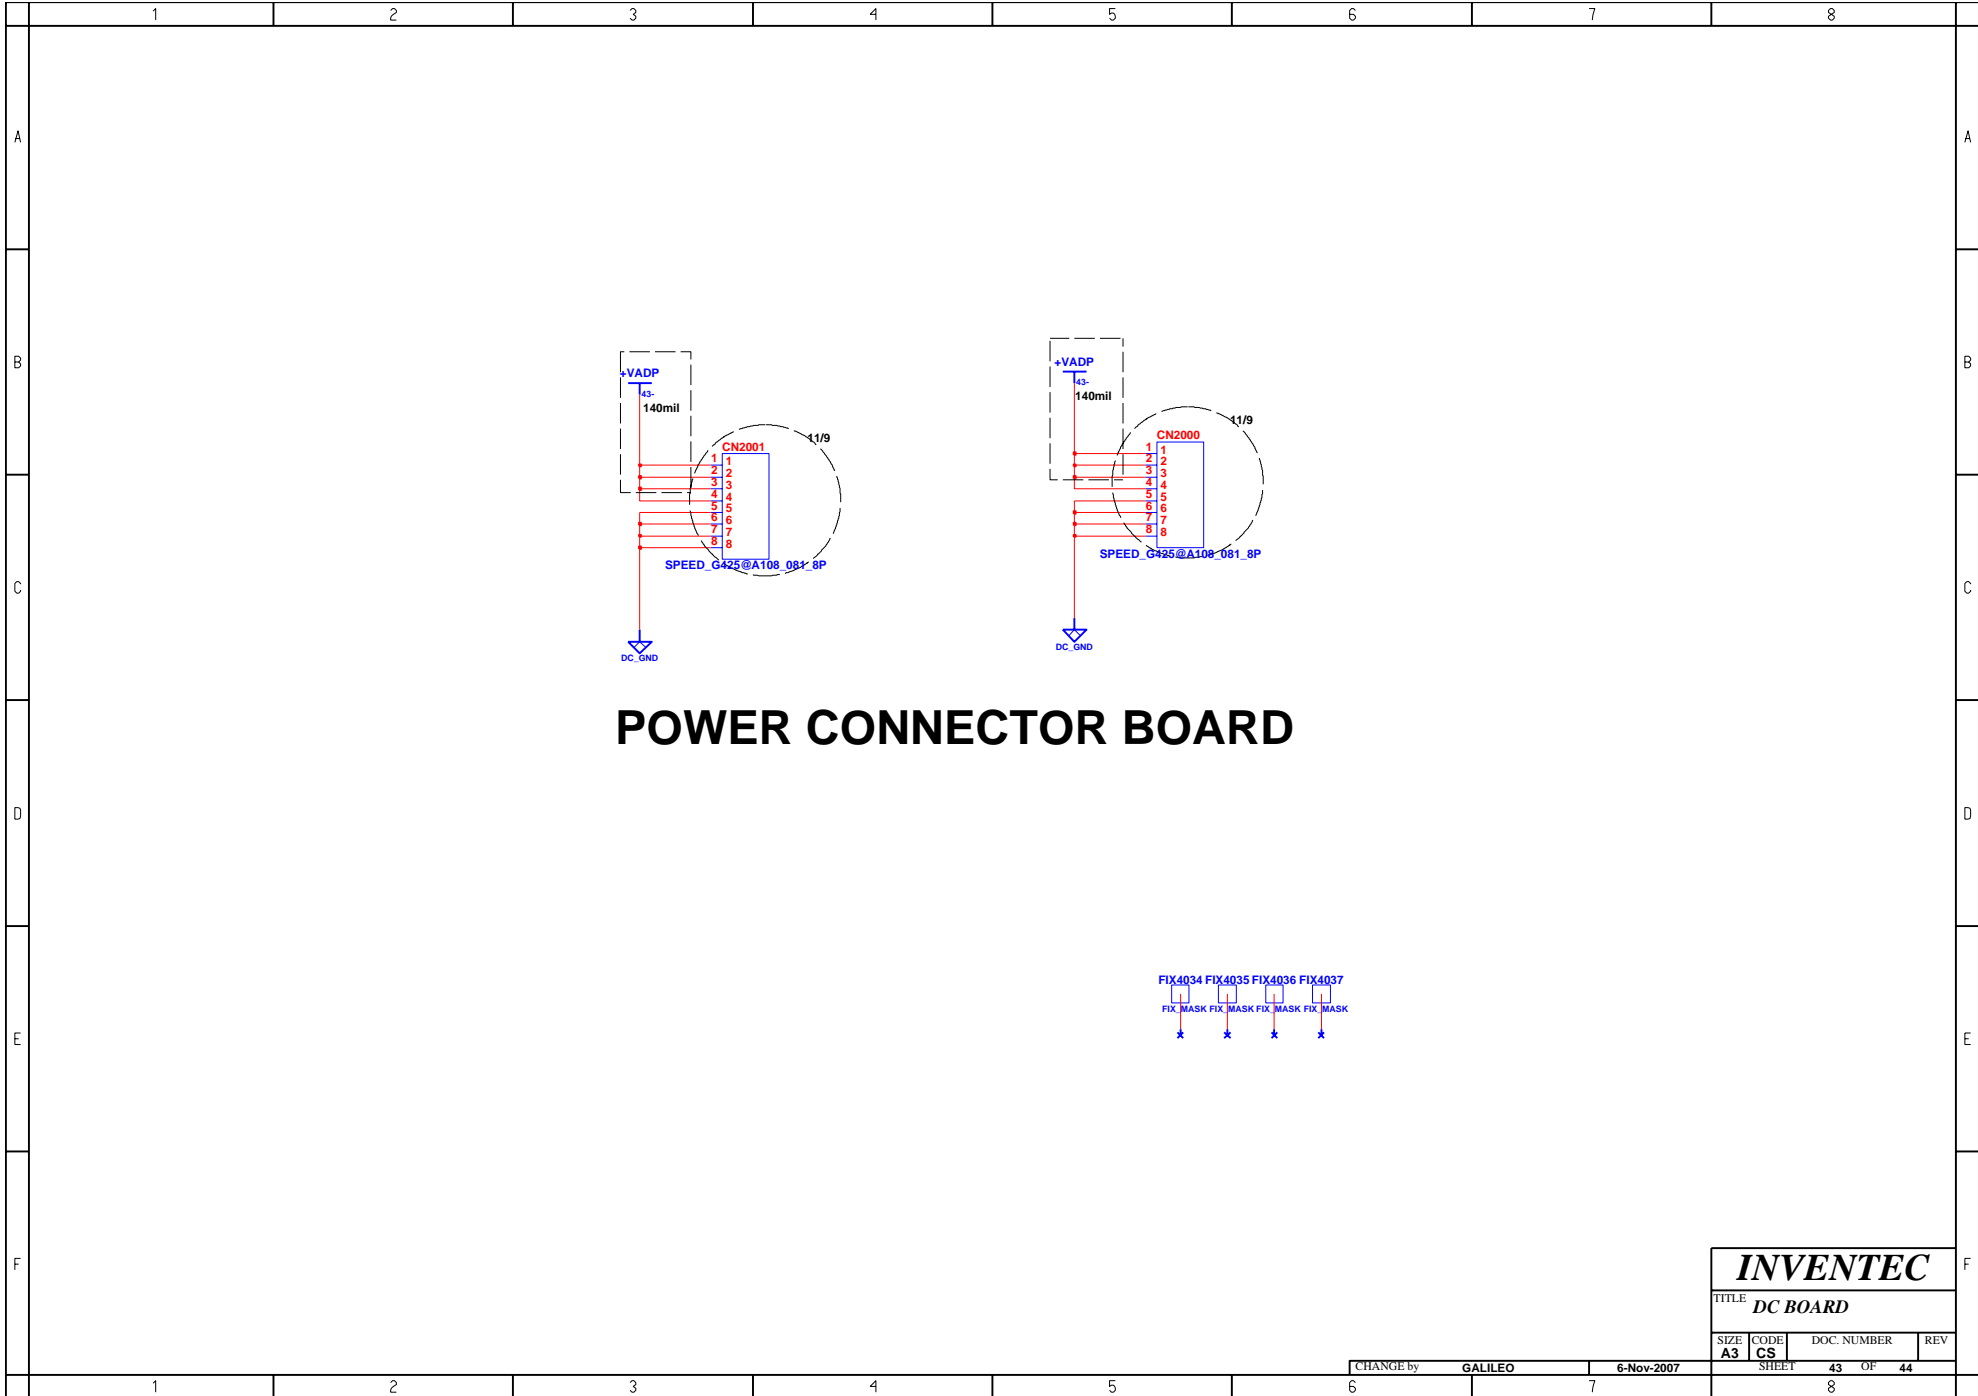 1 2 3 4 5 6 7 8
A A
B B
+VADP
43-
140mil
11/9
CN2001
1 1
2 2
3 3
4 4
5 5
6 6
7 7
8 8
SPEED_G425@A108_081_8P
DC_GND
+VADP
43-
140mil
11/9
CN2000
1 1
2 2
3 3
4 4
5 5
6 6
7 7
8 8
SPEED_G425@A108_081_8P
DC_GND
C C
POWER CONNECTOR BOARD
D D
FIX4034 FIX4035 FIX4036 FIX4037
FIX_MASK FIX_MASK FIX_MASK FIX_MASK
E E
F F
INVENTEC
TITLE DC BOARD
SIZE CODE DOC. NUMBER REV
A3 CS
CHANGE by GALILEO 6-Nov-2007 SHEET 43 OF 44
1 2 3 4 5 6 7 8